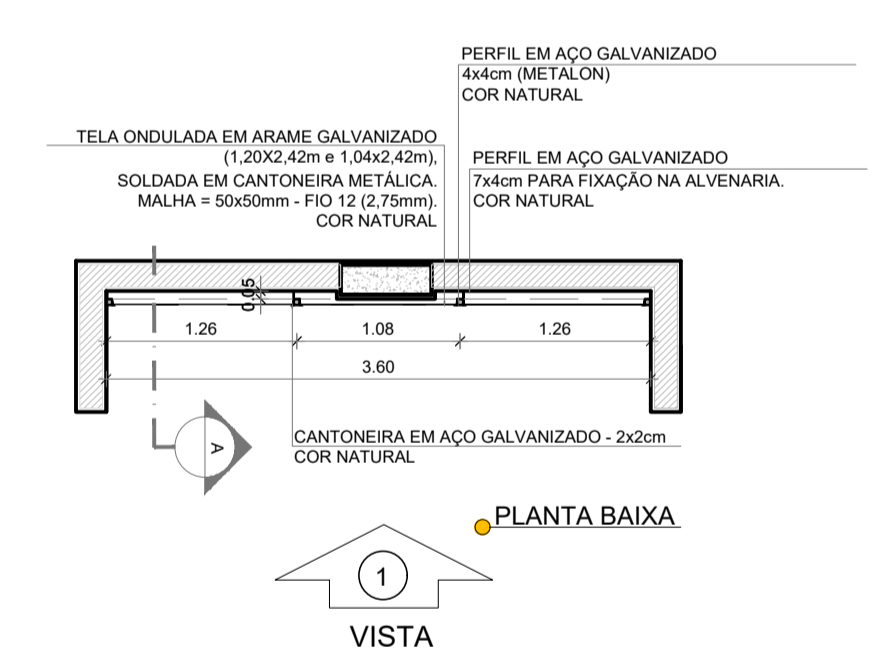 PERFIL EM AÇO GALVANIZADO
4x4cm (METALON)
COR NATURAL
TELA ONDULADA EM ARAME GALVANIZADO
(1,20X2,42m e 1,04x2,42m),
SOLDADA EM CANTONEIRA METÁLICA.
MALHA = 50x50mm - FIO 12 (2,75mm).
COR NATURAL
PERFIL EM AÇO GALVANIZADO
7x4cm PARA FIXAÇÃO NA ALVENARIA.
COR NATURAL
0.05
1.26
1.08
1.26
3.60
A
CANTONEIRA EM AÇO GALVANIZADO - 2x2cm
COR NATURAL
PLANTA BAIXA
1
VISTA